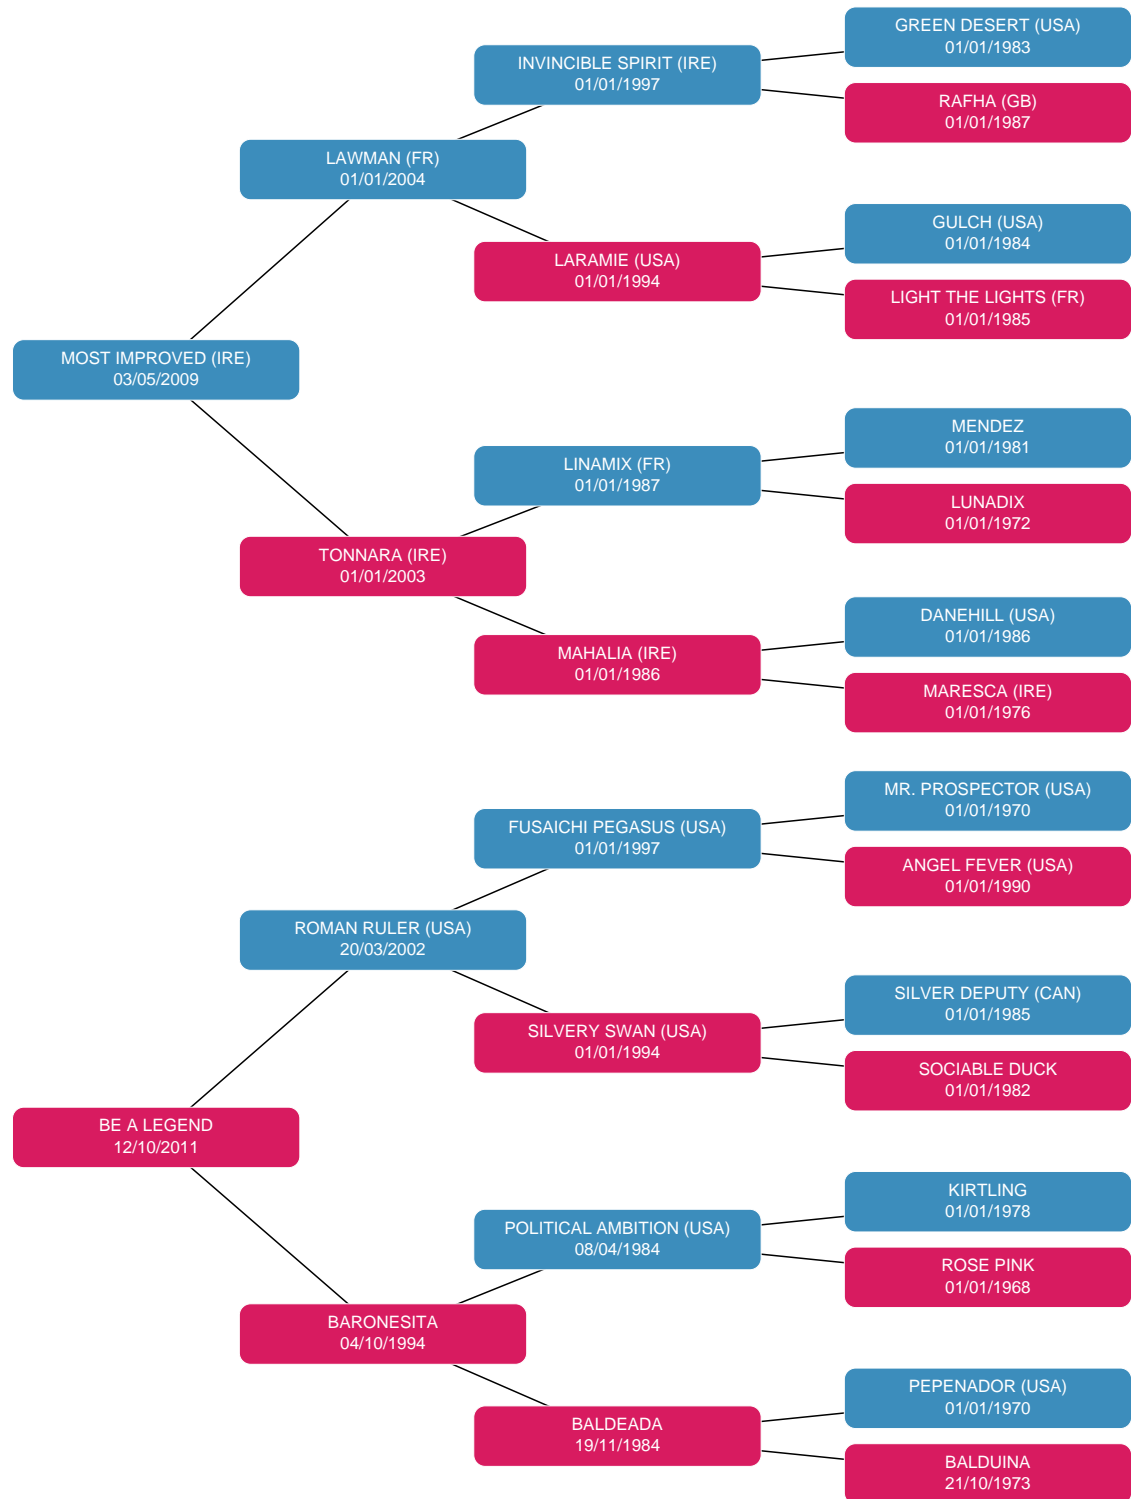 GREEN DESERT (USA)
01/01/1983
INVINCIBLE SPIRIT (IRE)
01/01/1997
RAFHA (GB)
01/01/1987
LAWMAN (FR)
01/01/2004
GULCH (USA)
01/01/1984
LARAMIE (USA)
01/01/1994
LIGHT THE LIGHTS (FR)
01/01/1985
MOST IMPROVED (IRE)
03/05/2009
MENDEZ
01/01/1981
LINAMIX (FR)
01/01/1987
LUNADIX
01/01/1972
TONNARA (IRE)
01/01/2003
DANEHILL (USA)
01/01/1986
MAHALIA (IRE)
01/01/1986
MARESCA (IRE)
01/01/1976
MR. PROSPECTOR (USA)
01/01/1970
FUSAICHI PEGASUS (USA)
01/01/1997
ANGEL FEVER (USA)
01/01/1990
ROMAN RULER (USA)
20/03/2002
SILVER DEPUTY (CAN)
01/01/1985
SILVERY SWAN (USA)
01/01/1994
SOCIABLE DUCK
01/01/1982
BE A LEGEND
12/10/2011
KIRTLING
01/01/1978
POLITICAL AMBITION (USA)
08/04/1984
ROSE PINK
01/01/1968
BARONESITA
04/10/1994
PEPENADOR (USA)
01/01/1970
BALDEADA
19/11/1984
BALDUINA
21/10/1973